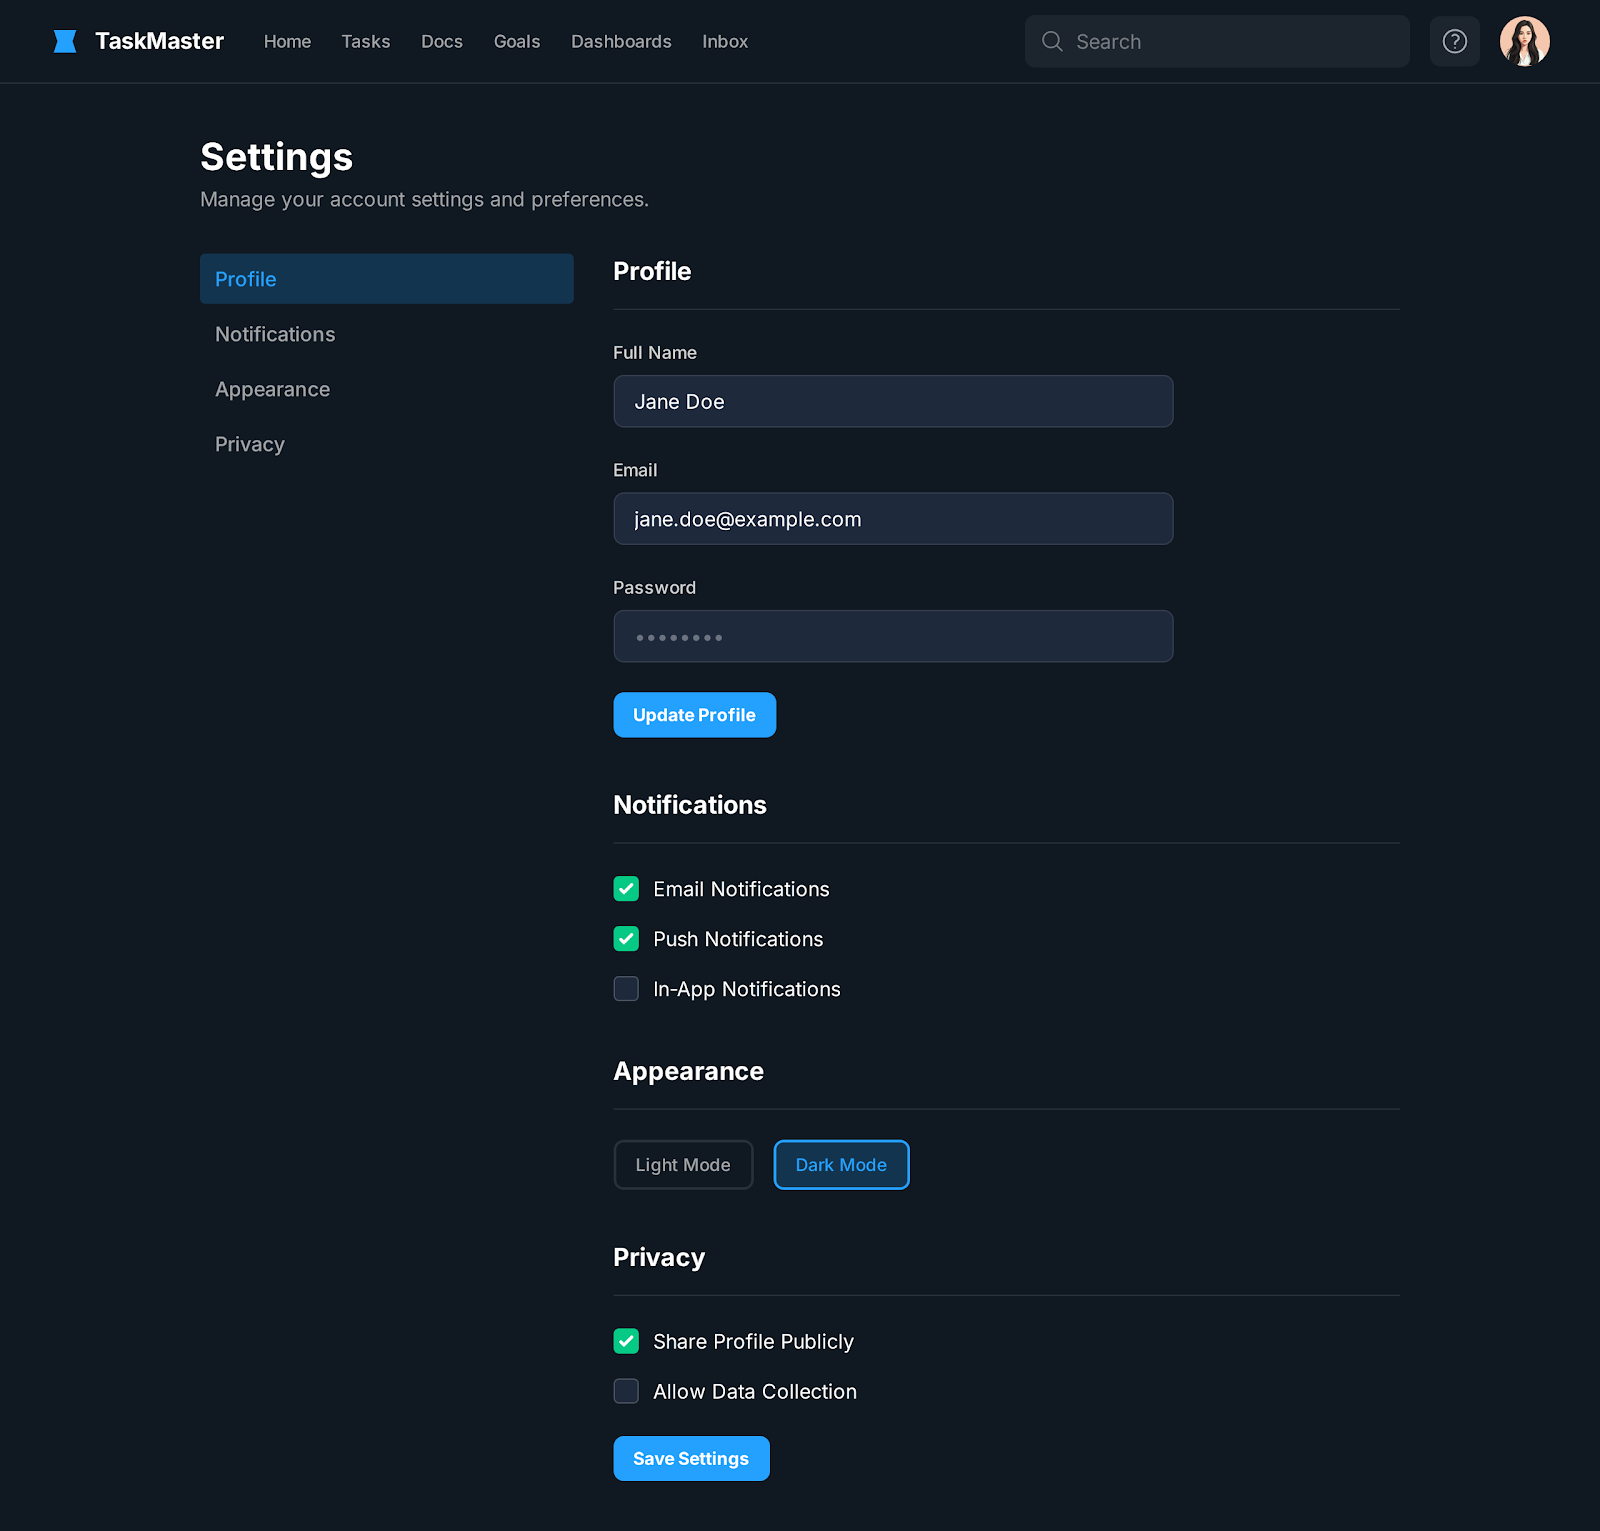 TaskMaster
Home
Tasks
Docs
Goals
Dashboards
Inbox
Search
Settings
Manage your account settings and preferences.
Profile
Notifications
Appearance
Privacy
Profile
Full Name
Jane Doe
Email
jane.doe@example.com
Password
••••••••
Update Profile
Notifications
Email Notifications
Push Notifications
In-App Notifications
Appearance
Light Mode
Dark Mode
Privacy
Share Profile Publicly
Allow Data Collection
Save Settings